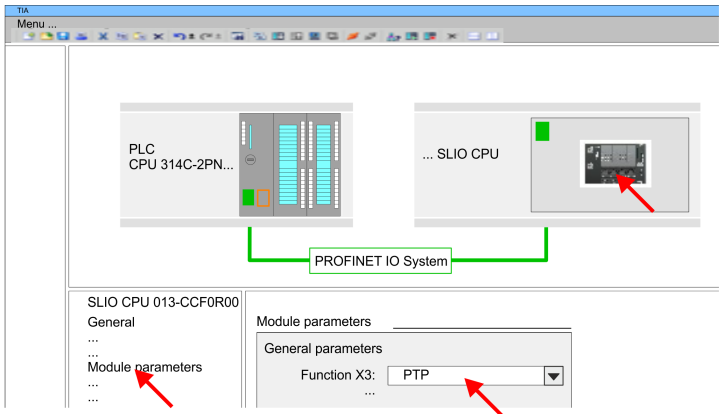 TIA
Menu ...
PLC
CPU 314C-2PN...
... SLIO CPU
PROFINET IO System
SLIO CPU 013-CCF0R00
General
...
...
Module parameters
...
...
Module parameters
General parameters
Function X3: PTP
...